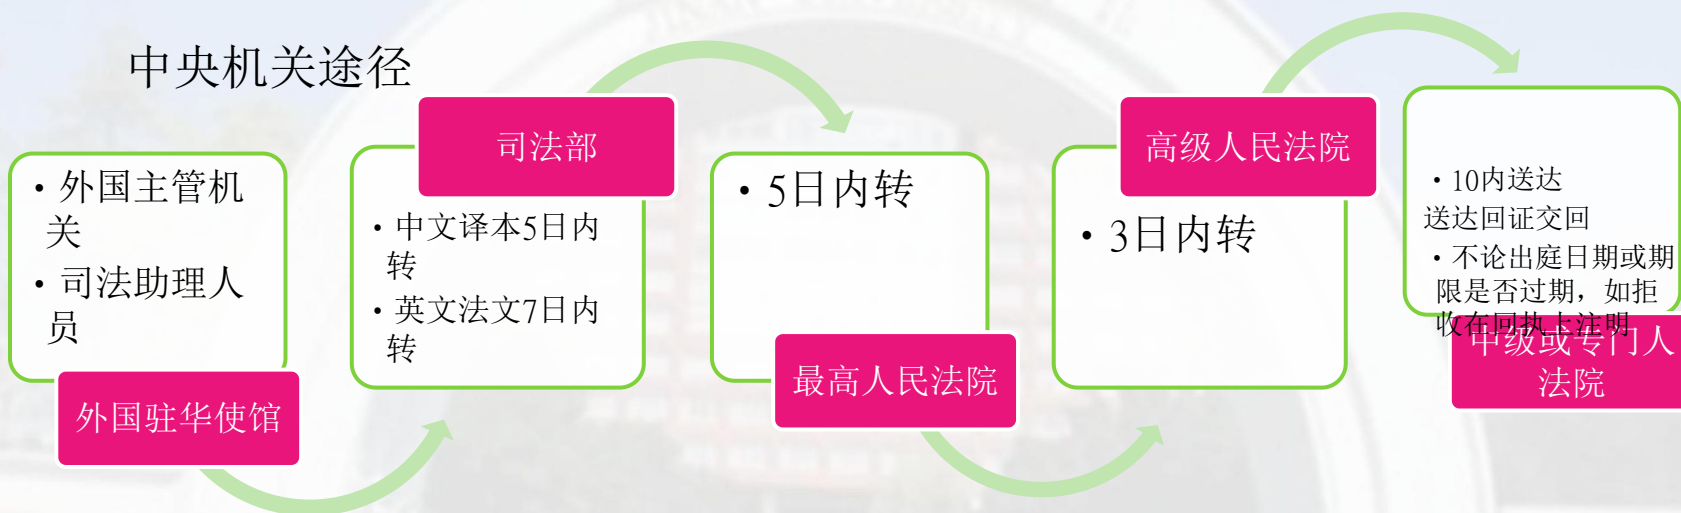 中央机关途径
• 外国主管机
关
• 司法助理人
员
外国驻华使馆
司法部
• 中文译本5日内
转
• 英文法文7日内
转
• 5日内转
最高人民法院
高级人民法院
• 3日内转
• 10内送达
送达回证交回
• 不论出庭日期或期
限是否过期，如拒
收在回执上注明
中级或专门人
法院